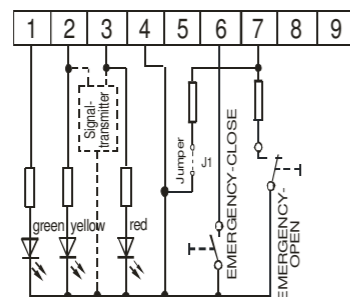 1 2 3 4 5 6 7 8 9
Signal-
transmitter
Jumper
J1
EMERGENCY-CLOSE
EMERGENCY-
OPEN
green yellow red